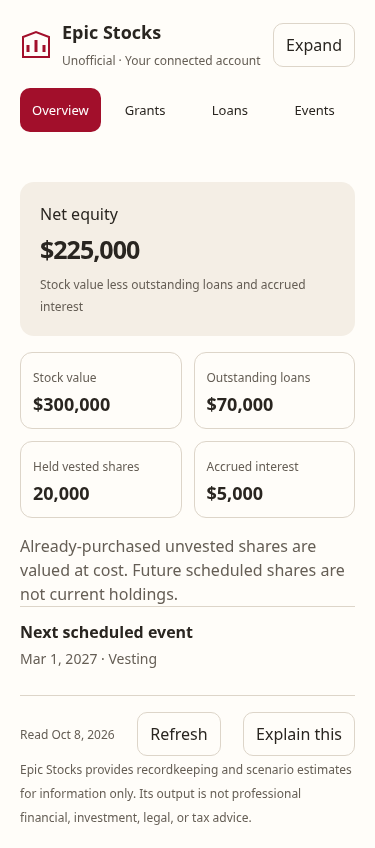 Epic Stocks
Unofficial · Your connected account
Expand
Overview
Grants
Loans
Events
Net equity
$225,000
Stock value less outstanding loans and accrued
interest
Stock value
$300,000
Outstanding loans
$70,000
Held vested shares
20,000
Accrued interest
$5,000
Already-purchased unvested shares are
valued at cost. Future scheduled shares are
not current holdings.
Next scheduled event
Mar 1, 2027 · Vesting
Read Oct 8, 2026
Refresh
Explain this
Epic Stocks provides recordkeeping and scenario estimates
for information only. Its output is not professional
financial, investment, legal, or tax advice.